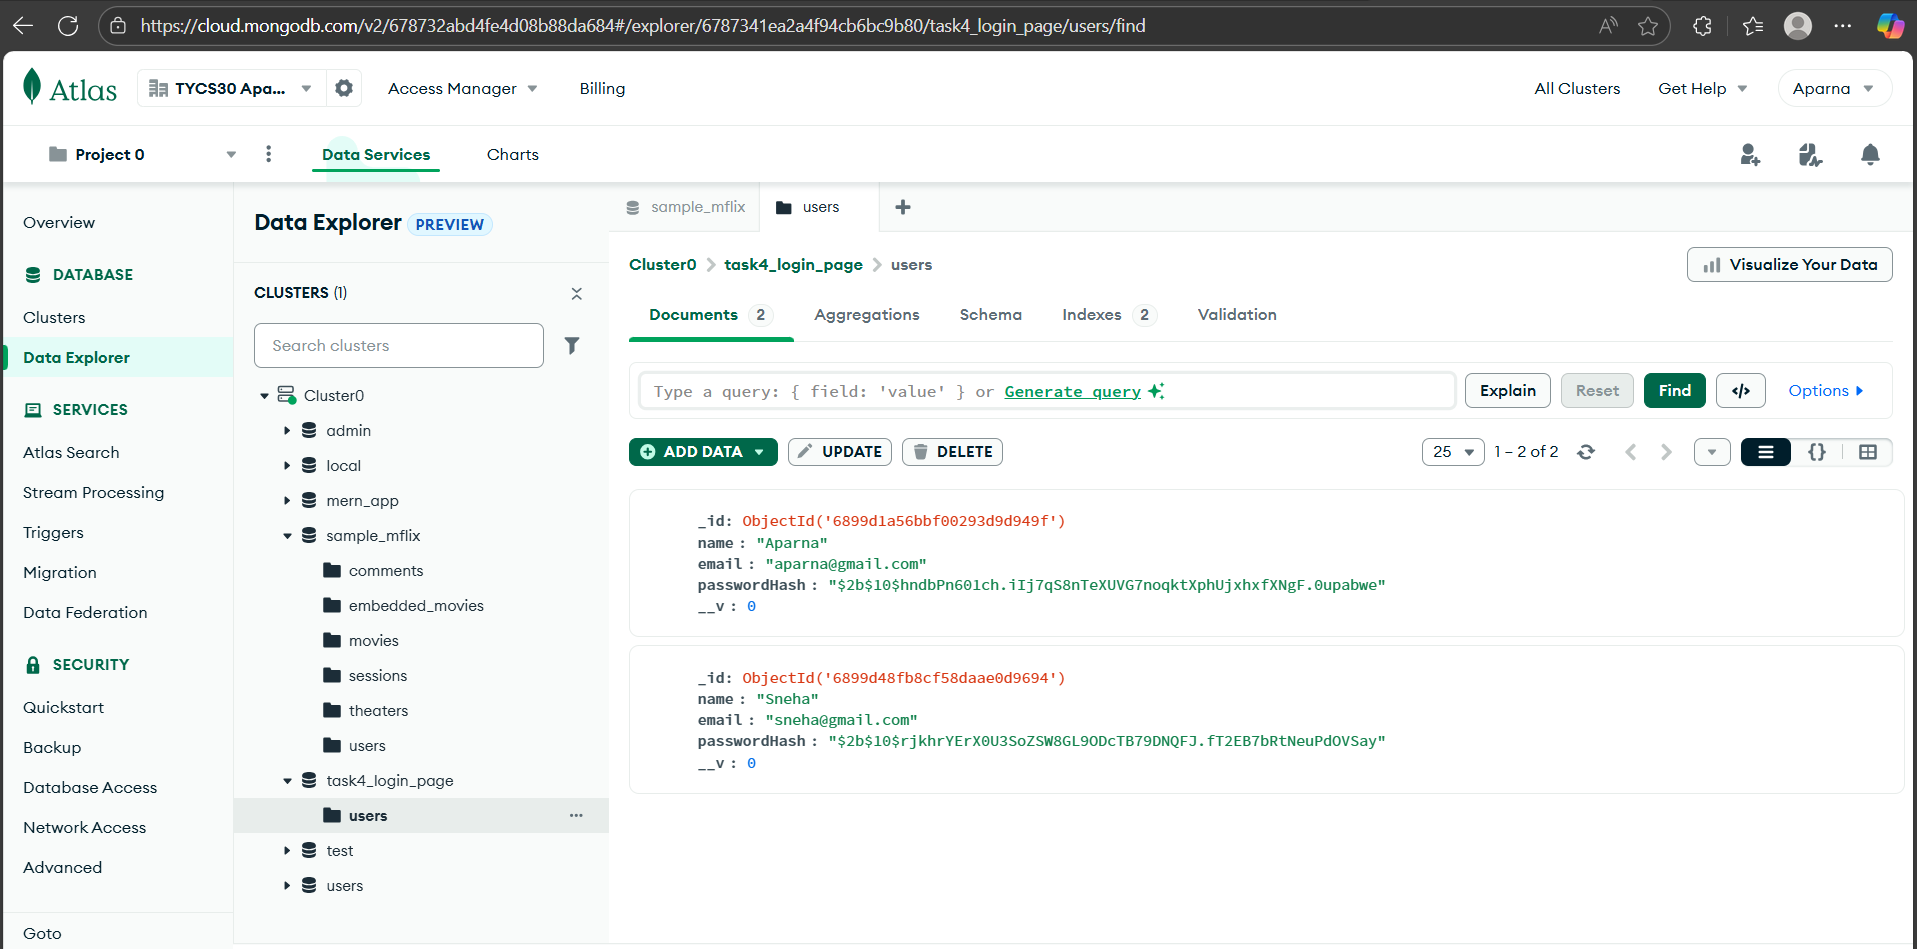 https://cloud.mongodb.com/v2/678732abd4fe4d08b88da684#/explorer/6787341ea2a4f94cb6bc9b80/task4_login_page/users/find
Atlas
TYCS30 Apa...
Access Manager
Billing
All Clusters
Get Help
Aparna
Project 0
Data Services
Charts
Overview
DATABASE
Clusters
Data Explorer
SERVICES
Atlas Search
Stream Processing
Triggers
Migration
Data Federation
SECURITY
Quickstart
Backup
Database Access
Network Access
Advanced
Goto
Data Explorer PREVIEW
CLUSTERS (1)
Search clusters
Cluster0
admin
local
mern_app
sample_mflix
comments
embedded_movies
movies
sessions
theaters
users
task4_login_page
users
test
users
sample_mflix
users
Cluster0 > task4_login_page > users
Visualize Your Data
Documents 2
Aggregations
Schema
Indexes 2
Validation
Type a query: { field: 'value' } or Generate query
Explain
Reset
Find
</>
Options
ADD DATA
UPDATE
DELETE
25
1 – 2 of 2
{}
_id: ObjectId('6899d1a56bbf00293d9d949f')
name : "Aparna"
email : "aparna@gmail.com"
passwordHash : "$2b$10$hndbPn601ch.iIj7qS8nTeXUVG7noqktXphUjxhxfXNgF.0upabwe"
__v : 0
_id: ObjectId('6899d48fb8cf58daae0d9694')
name : "Sneha"
email : "sneha@gmail.com"
passwordHash : "$2b$10$rjkhrYErX0U3SoZSW8GL9ODcTB79DNQFJ.fT2EB7bRtNeuPdOVSay"
__v : 0